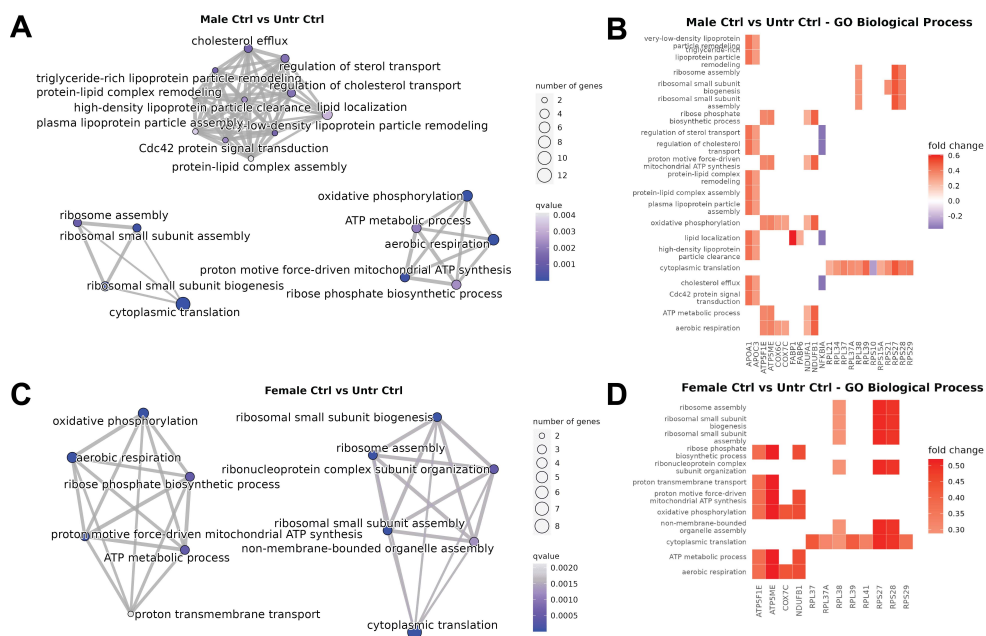 A
Male Ctrl vs Untr Ctrl
cholesterol efflux
regulation of sterol transport
triglyceride-rich lipoprotein particle remodeling
regulation of cholesterol transport
protein-lipid complex remodeling
high-density lipoprotein particle clearance
lipid localization
plasma lipoprotein particle assembly
very-low-density lipoprotein particle remodeling
Cdc42 protein signal transduction
protein-lipid complex assembly
oxidative phosphorylation
ATP metabolic process
aerobic respiration
proton motive force-driven mitochondrial ATP synthesis
ribose phosphate biosynthetic process
ribosome assembly
ribosomal small subunit assembly
ribosomal small subunit biogenesis
cytoplasmic translation
number of genes
2
4
6
8
10
12
qvalue
0.004
0.003
0.002
0.001
B
Male Ctrl vs Untr Ctrl - GO Biological Process
very-low-density lipoprotein
particle remodeling
triglyceride-rich
lipoprotein particle
remodeling
ribosome assembly
ribosomal small subunit
biogenesis
ribosomal small subunit
assembly
ribose phosphate
biosynthetic process
regulation of sterol transport
regulation of cholesterol
transport
proton motive force-driven
mitochondrial ATP synthesis
protein-lipid complex
remodeling
protein-lipid complex assembly
plasma lipoprotein particle
assembly
oxidative phosphorylation
lipid localization
high-density lipoprotein
particle clearance
cytoplasmic translation
cholesterol efflux
Cdc42 protein signal
transduction
ATP metabolic process
aerobic respiration
APOA1
APOC3
ATP5F1E
ATP5ME
COX6C
COX7C
FABP1
FABP6
NDUFA1
NDUFB1
NFKBIA
RPL21
RPL34
RPL37
RPL37A
RPL38
RPL39
RPS10
RPS15A
RPS21
RPS27
RPS28
RPS29
fold change
0.6
0.4
0.2
0.0
-0.2
C
Female Ctrl vs Untr Ctrl
oxidative phosphorylation
aerobic respiration
ribose phosphate biosynthetic process
proton motive force-driven mitochondrial ATP synthesis
ATP metabolic process
proton transmembrane transport
ribosomal small subunit biogenesis
ribosome assembly
ribonucleoprotein complex subunit organization
ribosomal small subunit assembly
non-membrane-bounded organelle assembly
cytoplasmic translation
number of genes
2
3
4
5
6
7
8
qvalue
0.0020
0.0015
0.0010
0.0005
D
Female Ctrl vs Untr Ctrl - GO Biological Process
ribosome assembly
ribosomal small subunit
biogenesis
ribosomal small subunit
assembly
ribose phosphate
biosynthetic process
ribonucleoprotein complex
subunit organization
proton transmembrane transport
proton motive force-driven
mitochondrial ATP synthesis
oxidative phosphorylation
non-membrane-bounded
organelle assembly
cytoplasmic translation
ATP metabolic process
aerobic respiration
ATP5F1E
ATP5ME
COX7C
NDUFB1
RPL37
RPL37A
RPL38
RPL39
RPL41
RPS27
RPS28
RPS29
fold change
0.50
0.45
0.40
0.35
0.30